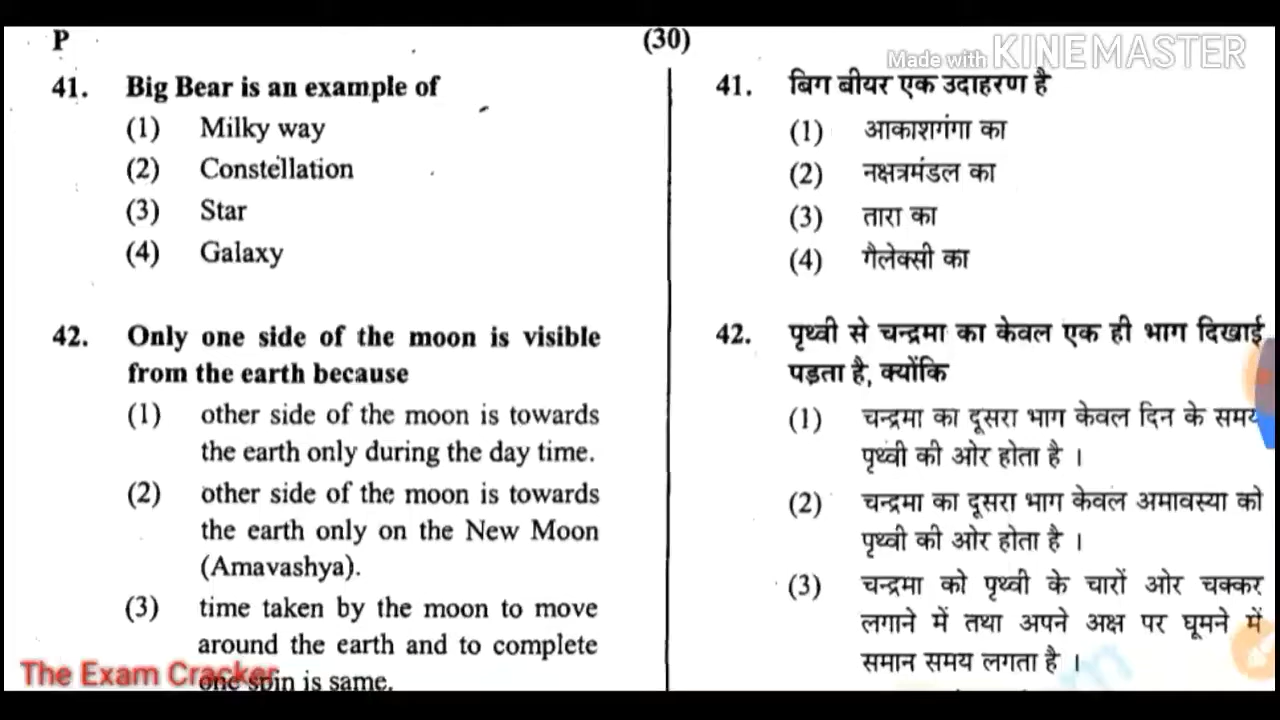 P
(30)
Made with KINEMASTER
41. Big Bear is an example of
(1) Milky way
(2) Constellation
(3) Star
(4) Galaxy
42. Only one side of the moon is visible
from the earth because
(1) other side of the moon is towards
the earth only during the day time.
(2) other side of the moon is towards
the earth only on the New Moon
(Amavashya).
(3) time taken by the moon to move
around the earth and to complete
one spin is same.
41. बिग बीयर एक उदाहरण है
(1) आकाशगंगा का
(2) नक्षत्रमंडल का
(3) तारा का
(4) गैलेक्सी का
42. पृथ्वी से चन्द्रमा का केवल एक ही भाग दिखाई
पड़ता है, क्योंकि
(1) चन्द्रमा का दूसरा भाग केवल दिन के समय
पृथ्वी की ओर होता है ।
(2) चन्द्रमा का दूसरा भाग केवल अमावस्या को
पृथ्वी की ओर होता है ।
(3) चन्द्रमा को पृथ्वी के चारों ओर चक्कर
लगाने में तथा अपने अक्ष पर घूमने में
समान समय लगता है ।
The Exam Cracker